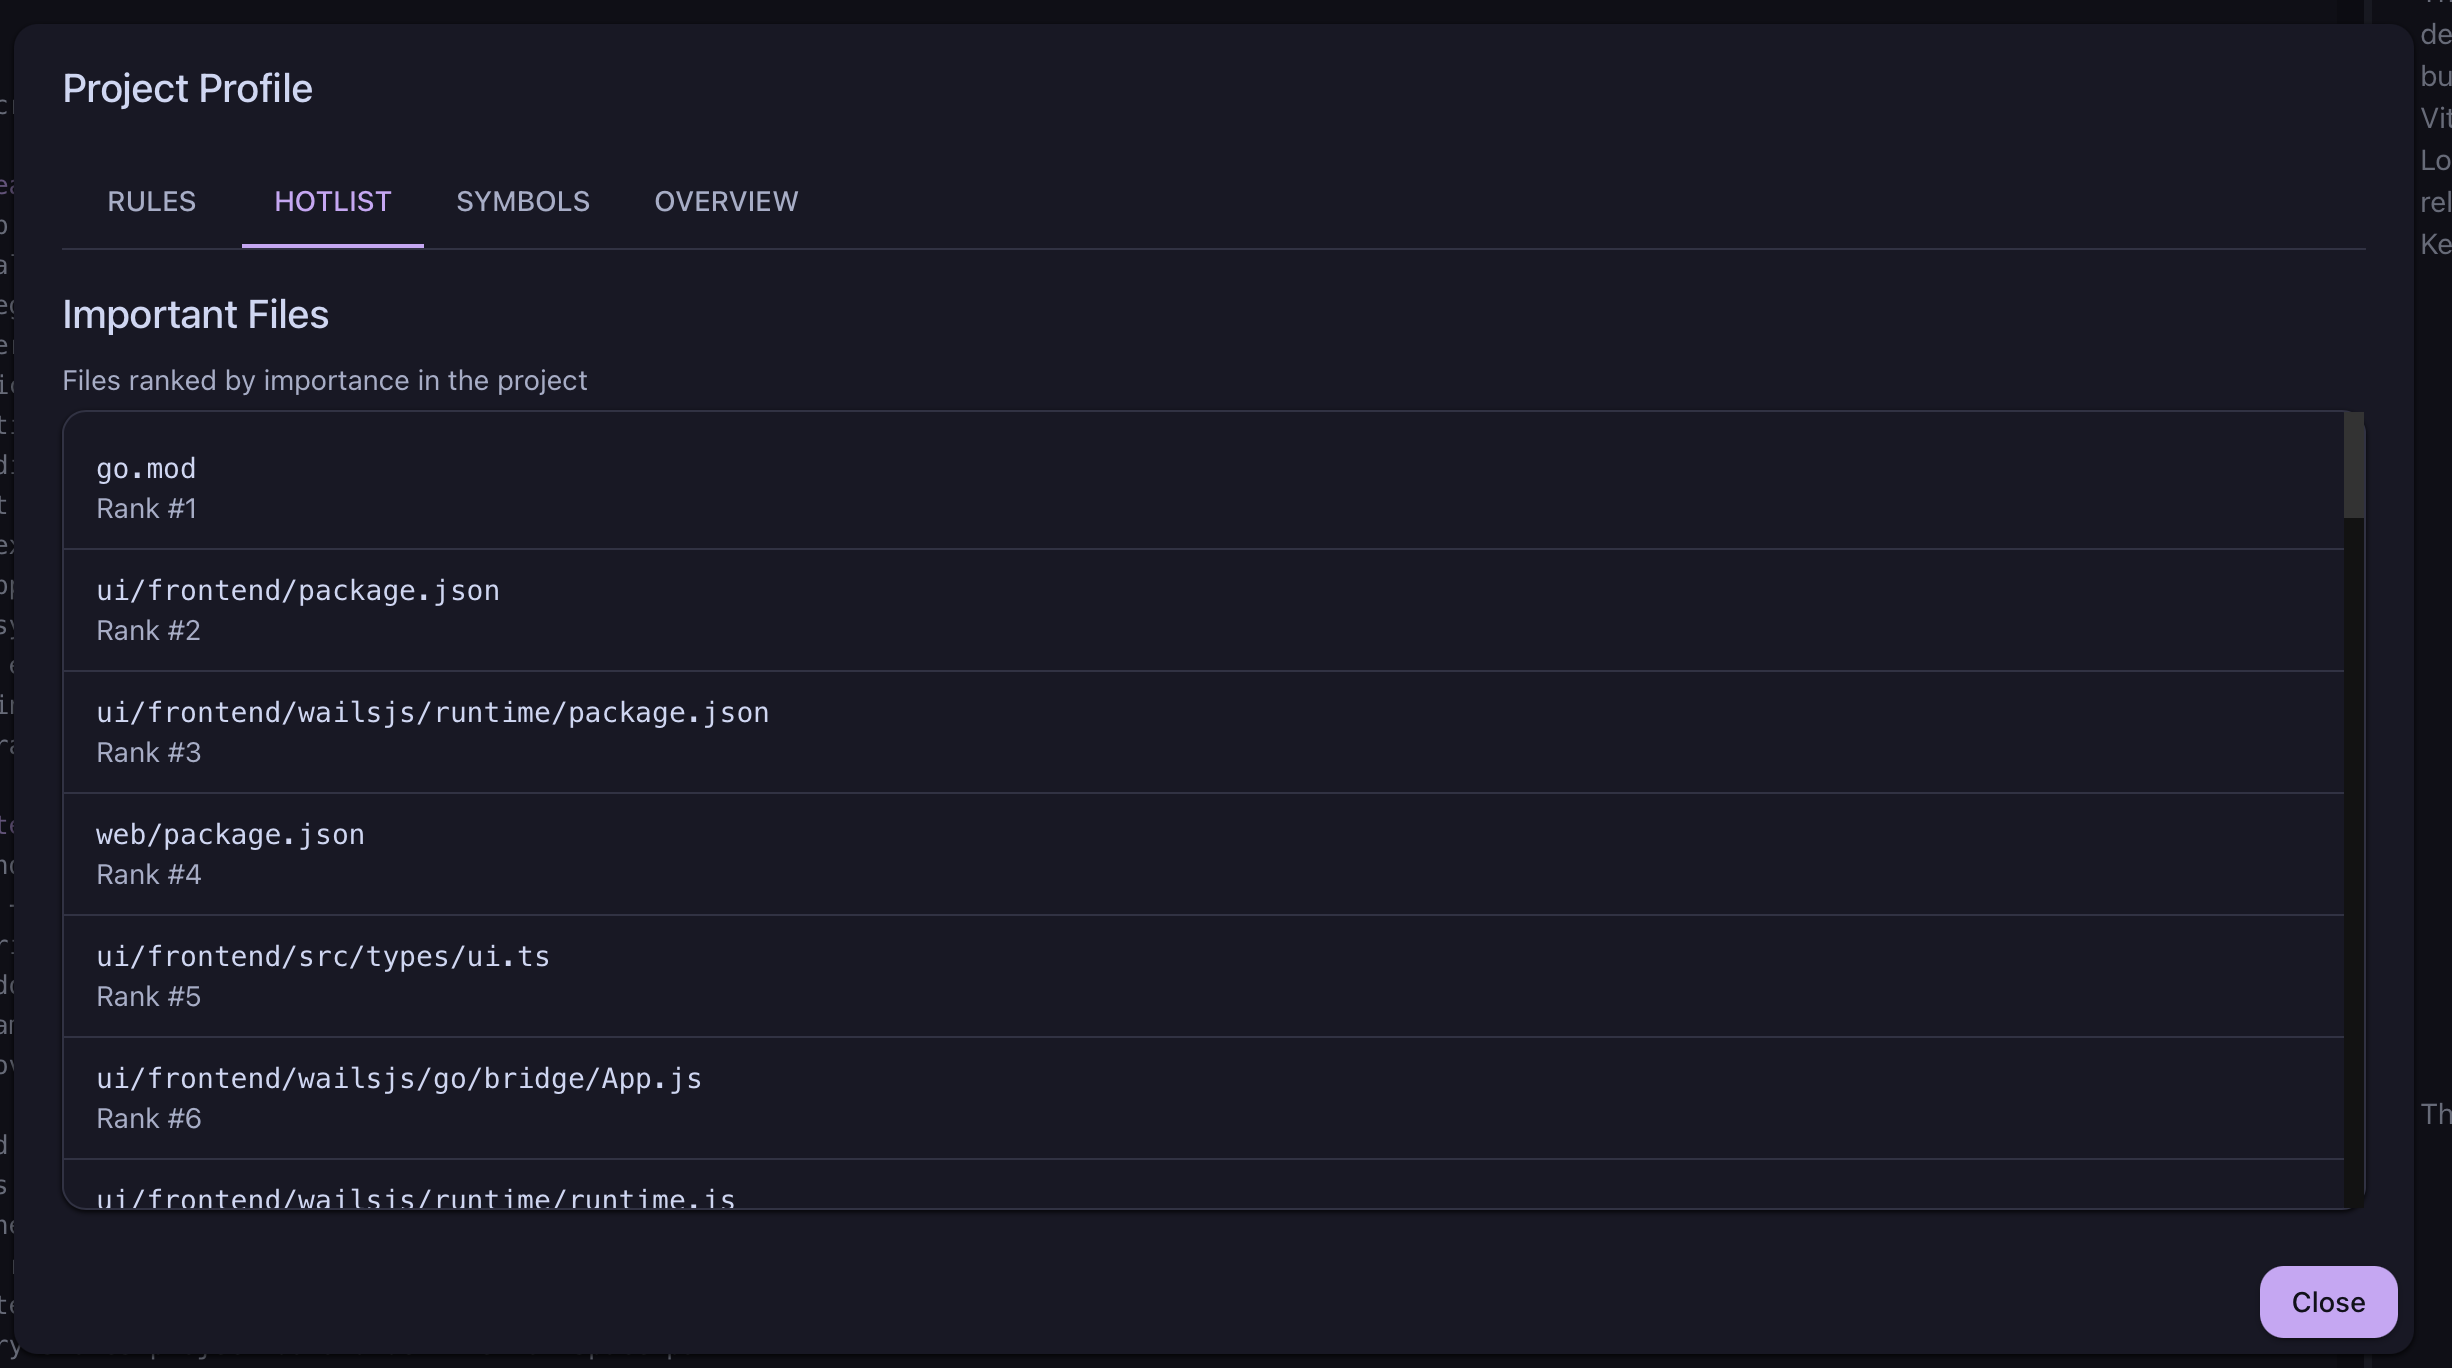 Project Profile
RULES HOTLIST SYMBOLS OVERVIEW
Important Files
Files ranked by importance in the project
go.mod
Rank #1
ui/frontend/package.json
Rank #2
ui/frontend/wailsjs/runtime/package.json
Rank #3
web/package.json
Rank #4
ui/frontend/src/types/ui.ts
Rank #5
ui/frontend/wailsjs/go/bridge/App.js
Rank #6
ui/frontend/wailsjs/runtime/runtime.js
Close